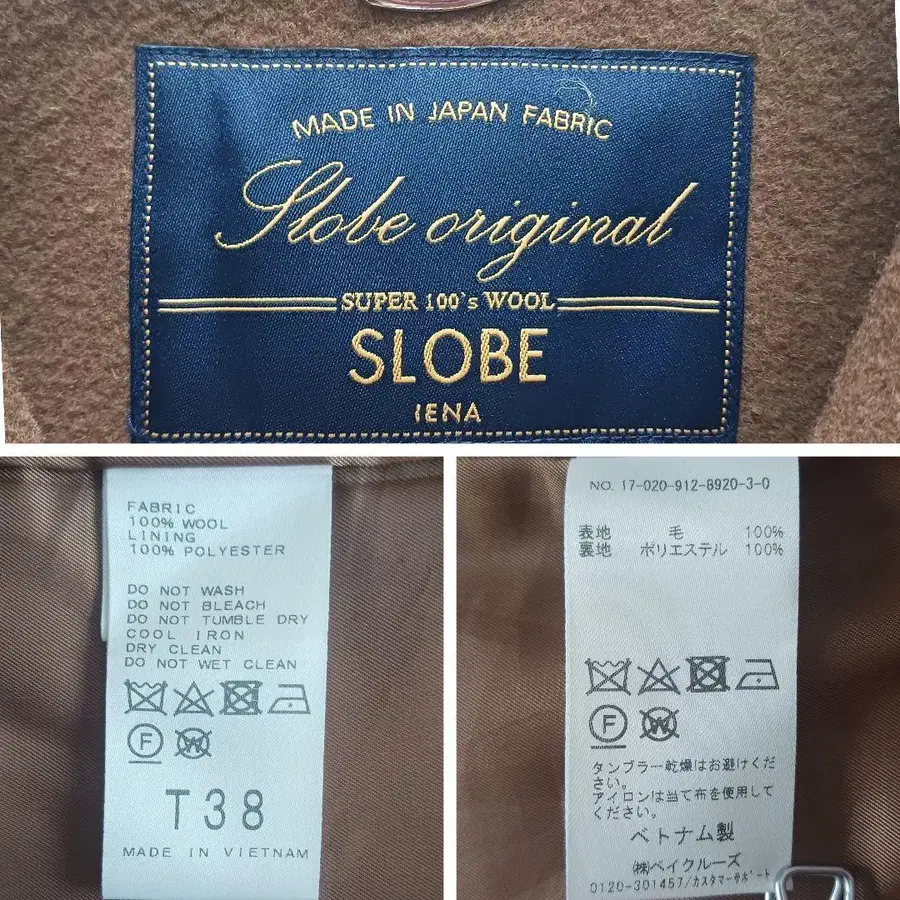 MADE IN JAPAN FABRIC
Slobe original
SUPER 100's WOOL
SLOBE
IENA
FABRIC
100% WOOL
LINING
100% POLYESTER
DO NOT WASH
DO NOT BLEACH
DO NOT TUMBLE DRY
COOL IRON
DRY CLEAN
DO NOT WET CLEAN
F W
T38
MADE IN VIETNAM
NO. 17-020-912-8920-3-0
表地 毛 100%
裏地 ポリエステル 100%
F W
タンブラー乾燥はお避けくだ
さい。
アイロンは当て布を使用して
ください。
ベトナム製
㈱ベイクルーズ
0120-301457/カスタマーサポート